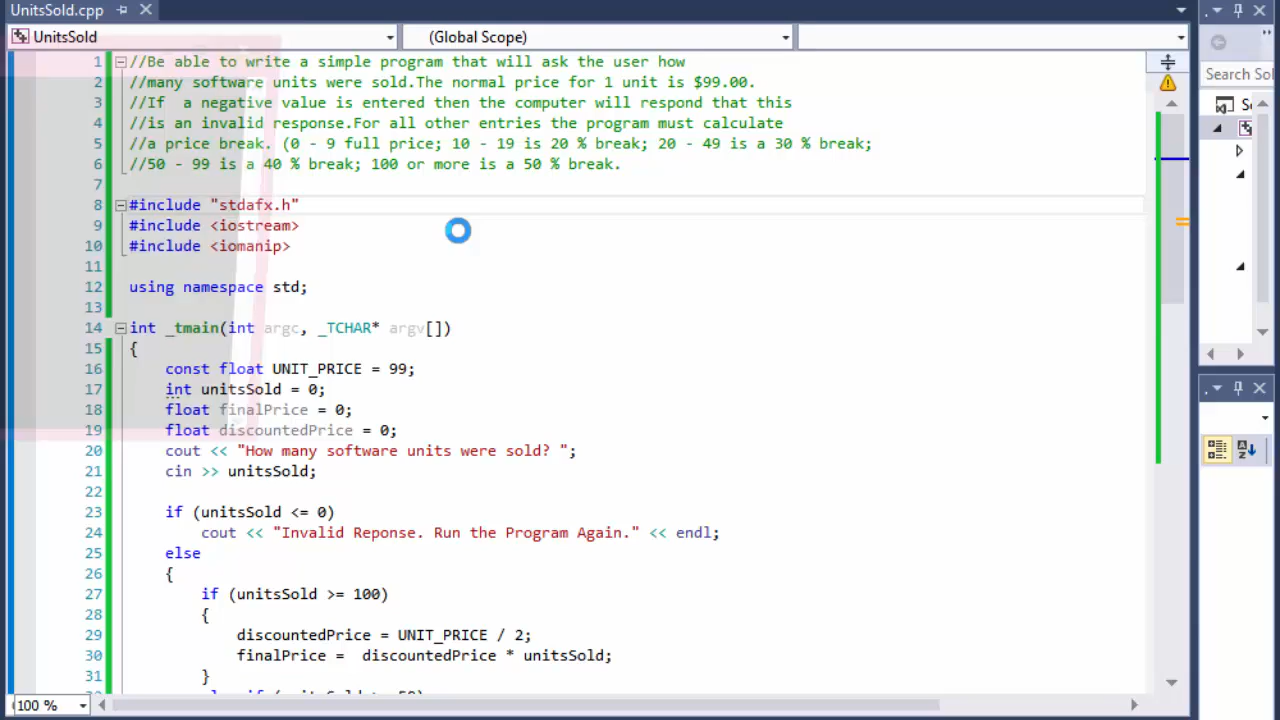 UnitsSold.cpp
UnitsSold
(Global Scope)
1 //Be able to write a simple program that will ask the user how
2 //many software units were sold.The normal price for 1 unit is $99.00.
3 //If  a negative value is entered then the computer will respond that this
4 //is an invalid response.For all other entries the program must calculate
5 //a price break. (0 - 9 full price; 10 - 19 is 20 % break; 20 - 49 is a 30 % break;
6 //50 - 99 is a 40 % break; 100 or more is a 50 % break.
7
8 #include "stdafx.h"
9 #include <iostream>
10 #include <iomanip>
11
12 using namespace std;
13
14 int _tmain(int argc, _TCHAR* argv[])
15 {
16     const float UNIT_PRICE = 99;
17     int unitsSold = 0;
18     float finalPrice = 0;
19     float discountedPrice = 0;
20     cout << "How many software units were sold? ";
21     cin >> unitsSold;
22
23     if (unitsSold <= 0)
24         cout << "Invalid Reponse. Run the Program Again." << endl;
25     else
26     {
27         if (unitsSold >= 100)
28         {
29             discountedPrice = UNIT_PRICE / 2;
30             finalPrice =  discountedPrice * unitsSold;
31         }
100 %
Search Sol